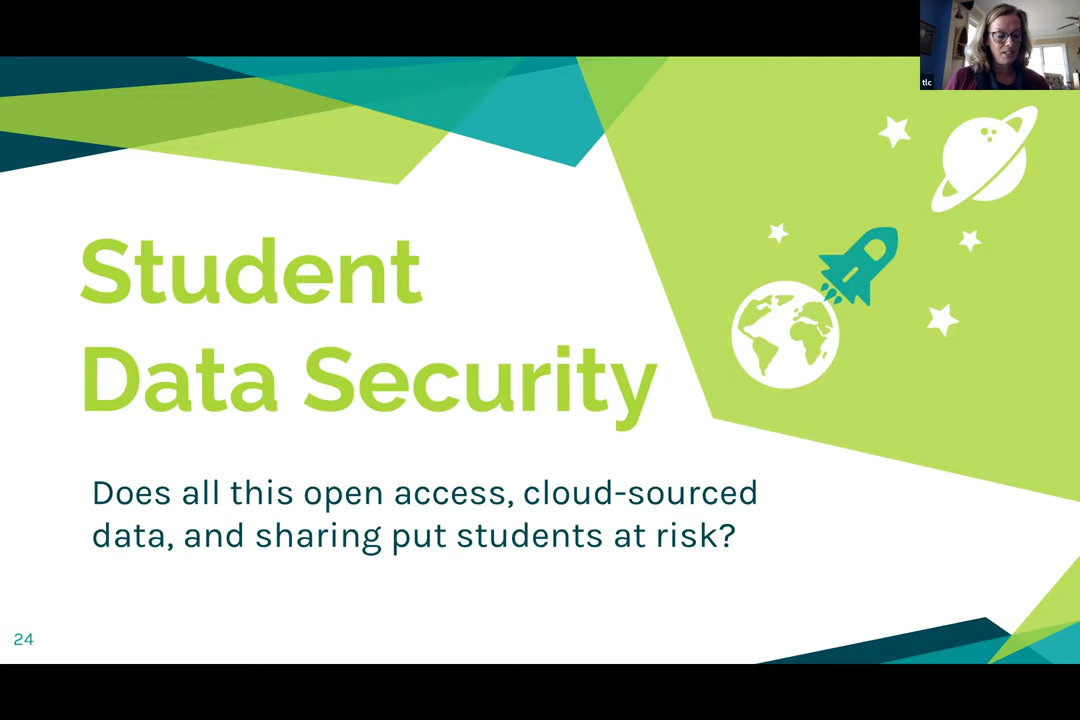 tlc
Student
Data Security
Does all this open access, cloud-sourced
data, and sharing put students at risk?
24